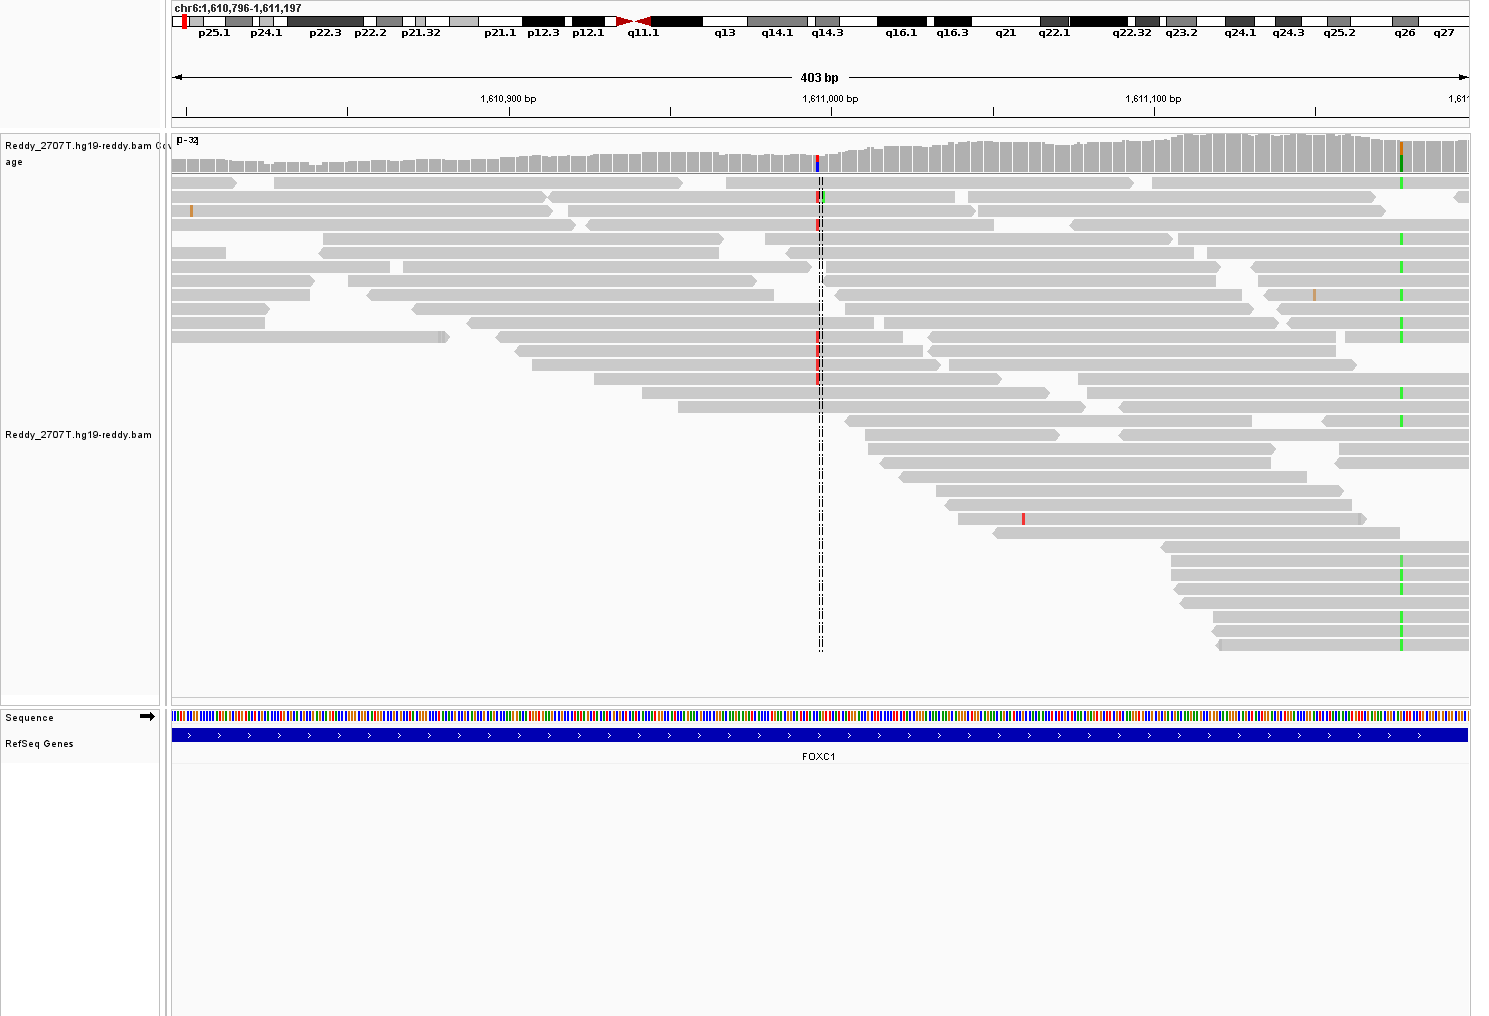 chr6:1,610,796-1,611,197
p25.1 p24.1 p22.3 p22.2 p21.32 p21.1 p12.3 p12.1 q11.1 q13 q14.1 q14.3 q16.1 q16.3 q21 q22.1 q22.32 q23.2 q24.1 q24.3 q25.2 q26 q27
403 bp
1,610,900 bp 1,611,000 bp 1,611,100 bp 1,611
Reddy_2707T.hg19-reddy.bam Cov
age
[0-32]
Reddy_2707T.hg19-reddy.bam
Sequence
RefSeq Genes
FOXC1